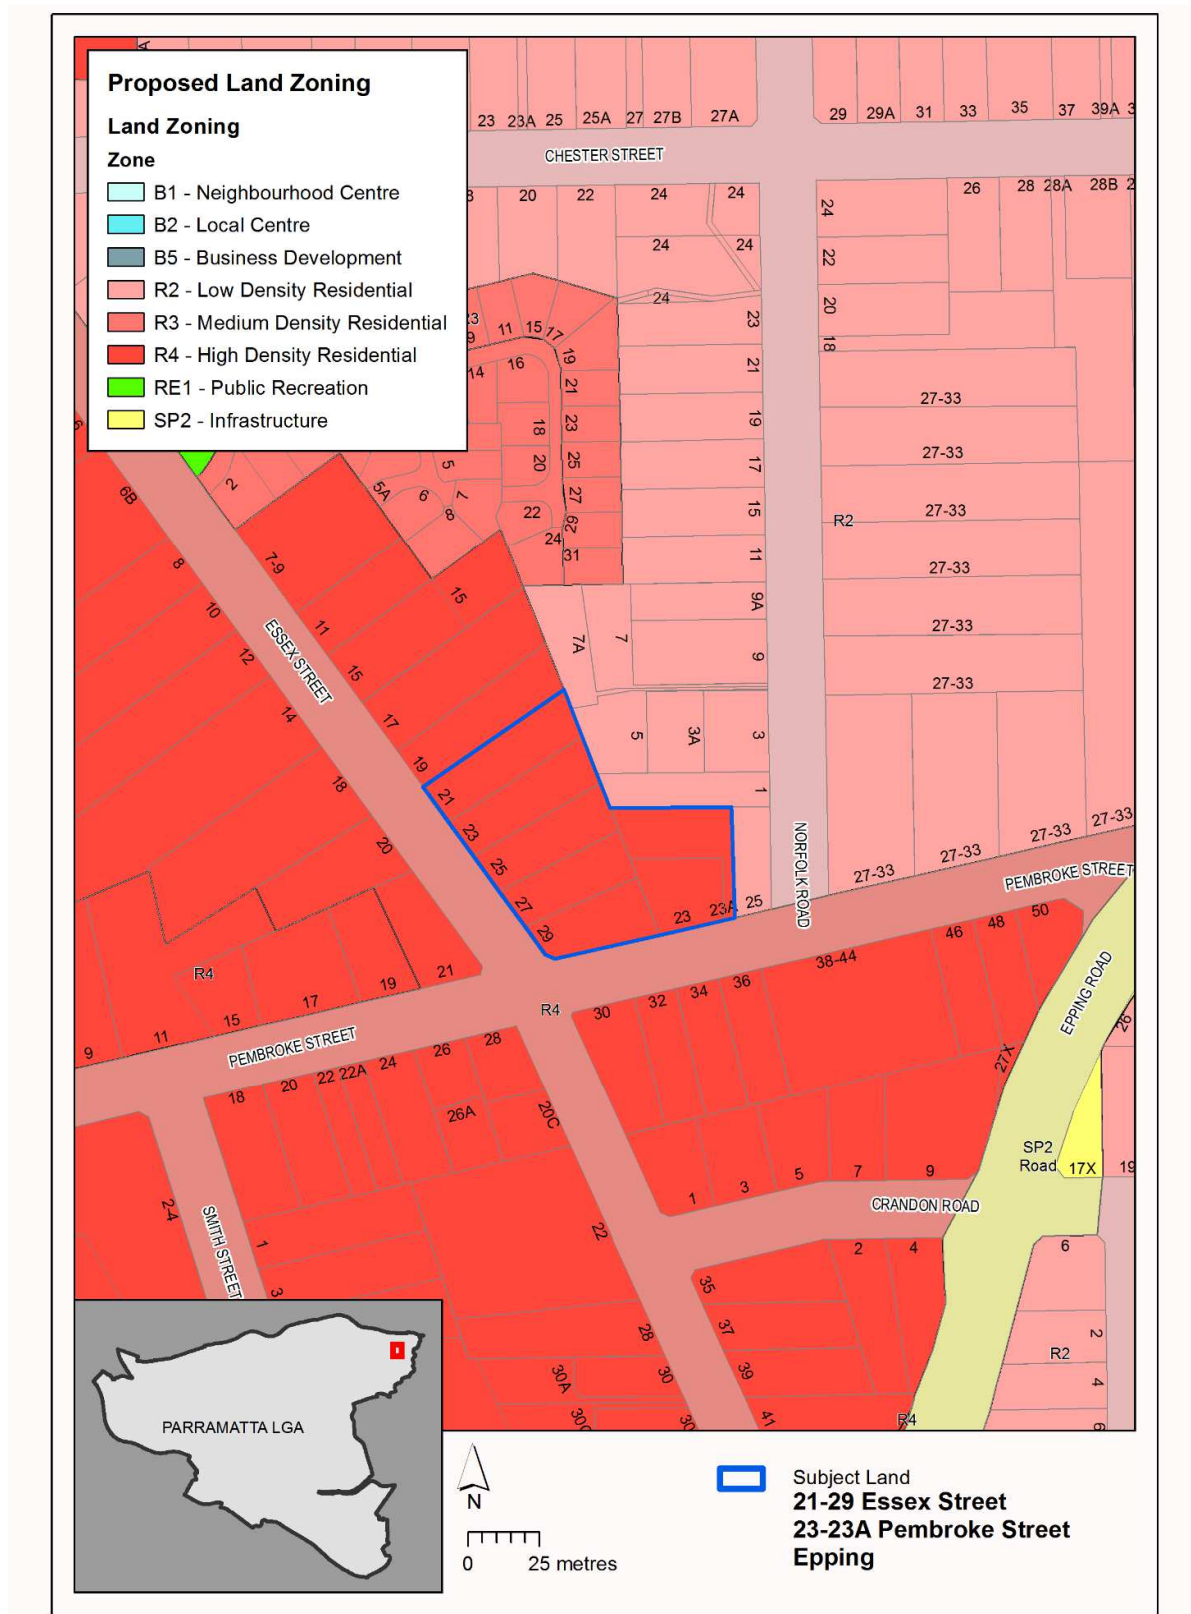 Proposed Land Zoning
Land Zoning
Zone
B1 - Neighbourhood Centre
B2 - Local Centre
B5 - Business Development
R2 - Low Density Residential
R3 - Medium Density Residential
R4 - High Density Residential
RE1 - Public Recreation
SP2 - Infrastructure
23 23A 25 25A 27 27B 27A 29 29A 31 33 35 37 39A
CHESTER STREET
20 22 24 24 26 28 28A 28B
24 24 24
24 22 20 18
23 21 19 17 15 11 9A 9
11 15 17 19 21 23 25 27 29 31
14 16 18 20 22 24
5A 5 6 7 8
2
27-33
27-33
27-33
27-33
27-33
27-33
R2
6B 8 10 12 14 18 20
ESSEX STREET
7-9 11 15 15 17 19 21 23 25 27 29
7A 7
5 3A 3
1
NORFOLK ROAD
27-33 27-33 27-33 27-33
PEMBROKE STREET
23 23A 25
R4
9 11 15 17 19 21
PEMBROKE STREET
R4
30 32 34 36 38-44 46 48 50
EPPING ROAD
27X
26
18 20 22 22A 24 26 28
26A 20C
SP2
Road 17X 19
1 3 5 7 9
CRANDON ROAD
2 4 6
2-4
SMITH STREET
1
3
22
28
30A
30
35
37
39
41
R2
2
4
R4
PARRAMATTA LGA
N
0 25 metres
Subject Land
21-29 Essex Street
23-23A Pembroke Street
Epping